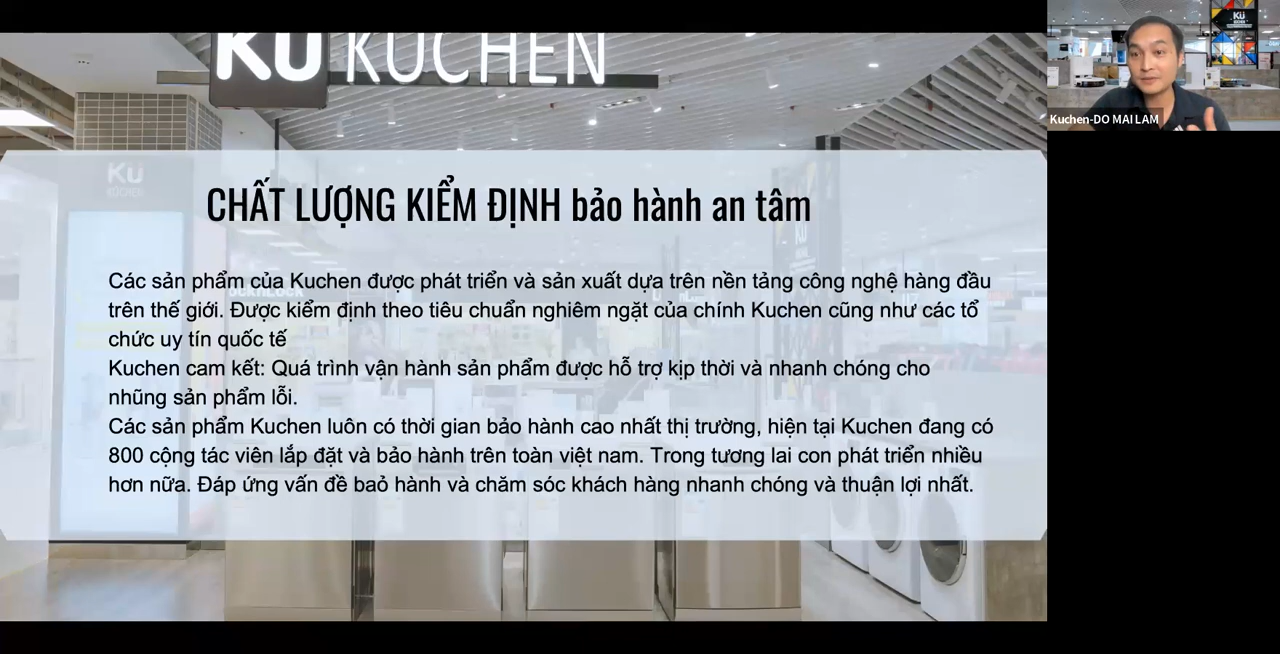 KU KUCHEN
KU
KUCHEN
Kuchen-DO MAI LAM
KU
KUCHEN
CHẤT LƯỢNG KIỂM ĐỊNH bảo hành an tâm
Các sản phẩm của Kuchen được phát triển và sản xuất dựa trên nền tảng công nghệ hàng đầu
trên thế giới. Được kiểm định theo tiêu chuẩn nghiêm ngặt của chính Kuchen cũng như các tổ
chức uy tín quốc tế
Kuchen cam kết: Quá trình vận hành sản phẩm được hỗ trợ kịp thời và nhanh chóng cho
nhũng sản phẩm lỗi.
Các sản phẩm Kuchen luôn có thời gian bảo hành cao nhất thị trường, hiện tại Kuchen đang có
800 cộng tác viên lắp đặt và bảo hành trên toàn việt nam. Trong tương lai con phát triển nhiều
hơn nữa. Đáp ứng vấn đề baỏ hành và chăm sóc khách hàng nhanh chóng và thuận lợi nhất.